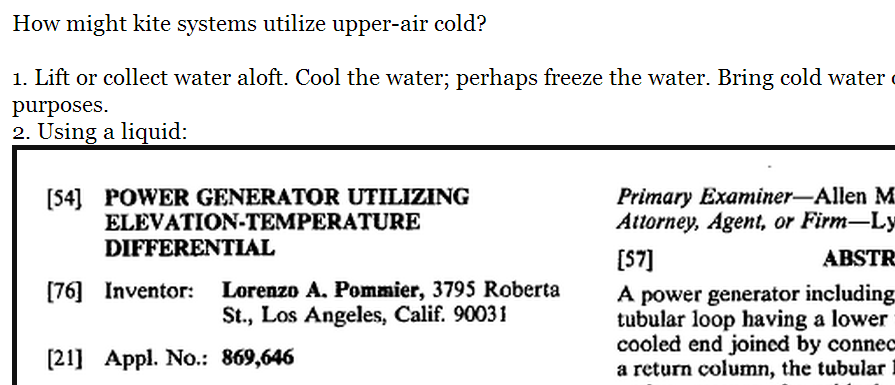 How might kite systems utilize upper-air cold?
1. Lift or collect water aloft. Cool the water; perhaps freeze the water. Bring cold water
purposes.
2. Using a liquid:
[54] POWER GENERATOR UTILIZING
ELEVATION-TEMPERATURE
DIFFERENTIAL
[76] Inventor: Lorenzo A. Pommier, 3795 Roberta
St., Los Angeles, Calif. 90031
[21] Appl. No.: 869,646
Primary Examiner—Allen M
Attorney, Agent, or Firm—Ly
[57] ABSTR
A power generator including
tubular loop having a lower
cooled end joined by connec
a return column, the tubular